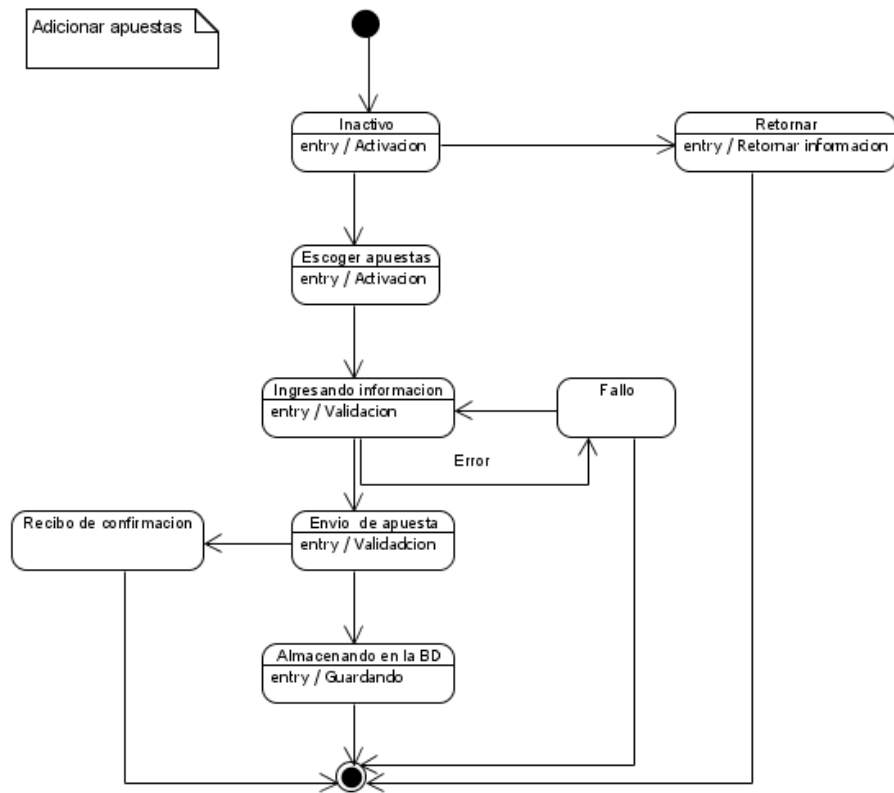 Adicionar apuestas
Inactivo
entry / Activacion
Retornar
entry / Retornar informacion
Escoger apuestas
entry / Activacion
Ingresando informacion
entry / Validacion
Fallo
Error
Recibo de confirmacion
Envio de apuesta
entry / Validadcion
Almacenando en la BD
entry / Guardando